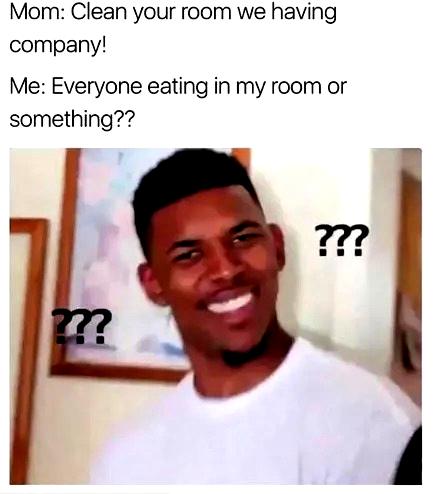 Mom: Clean your room we having
company!
Me: Everyone eating in my room or
something??
???
???